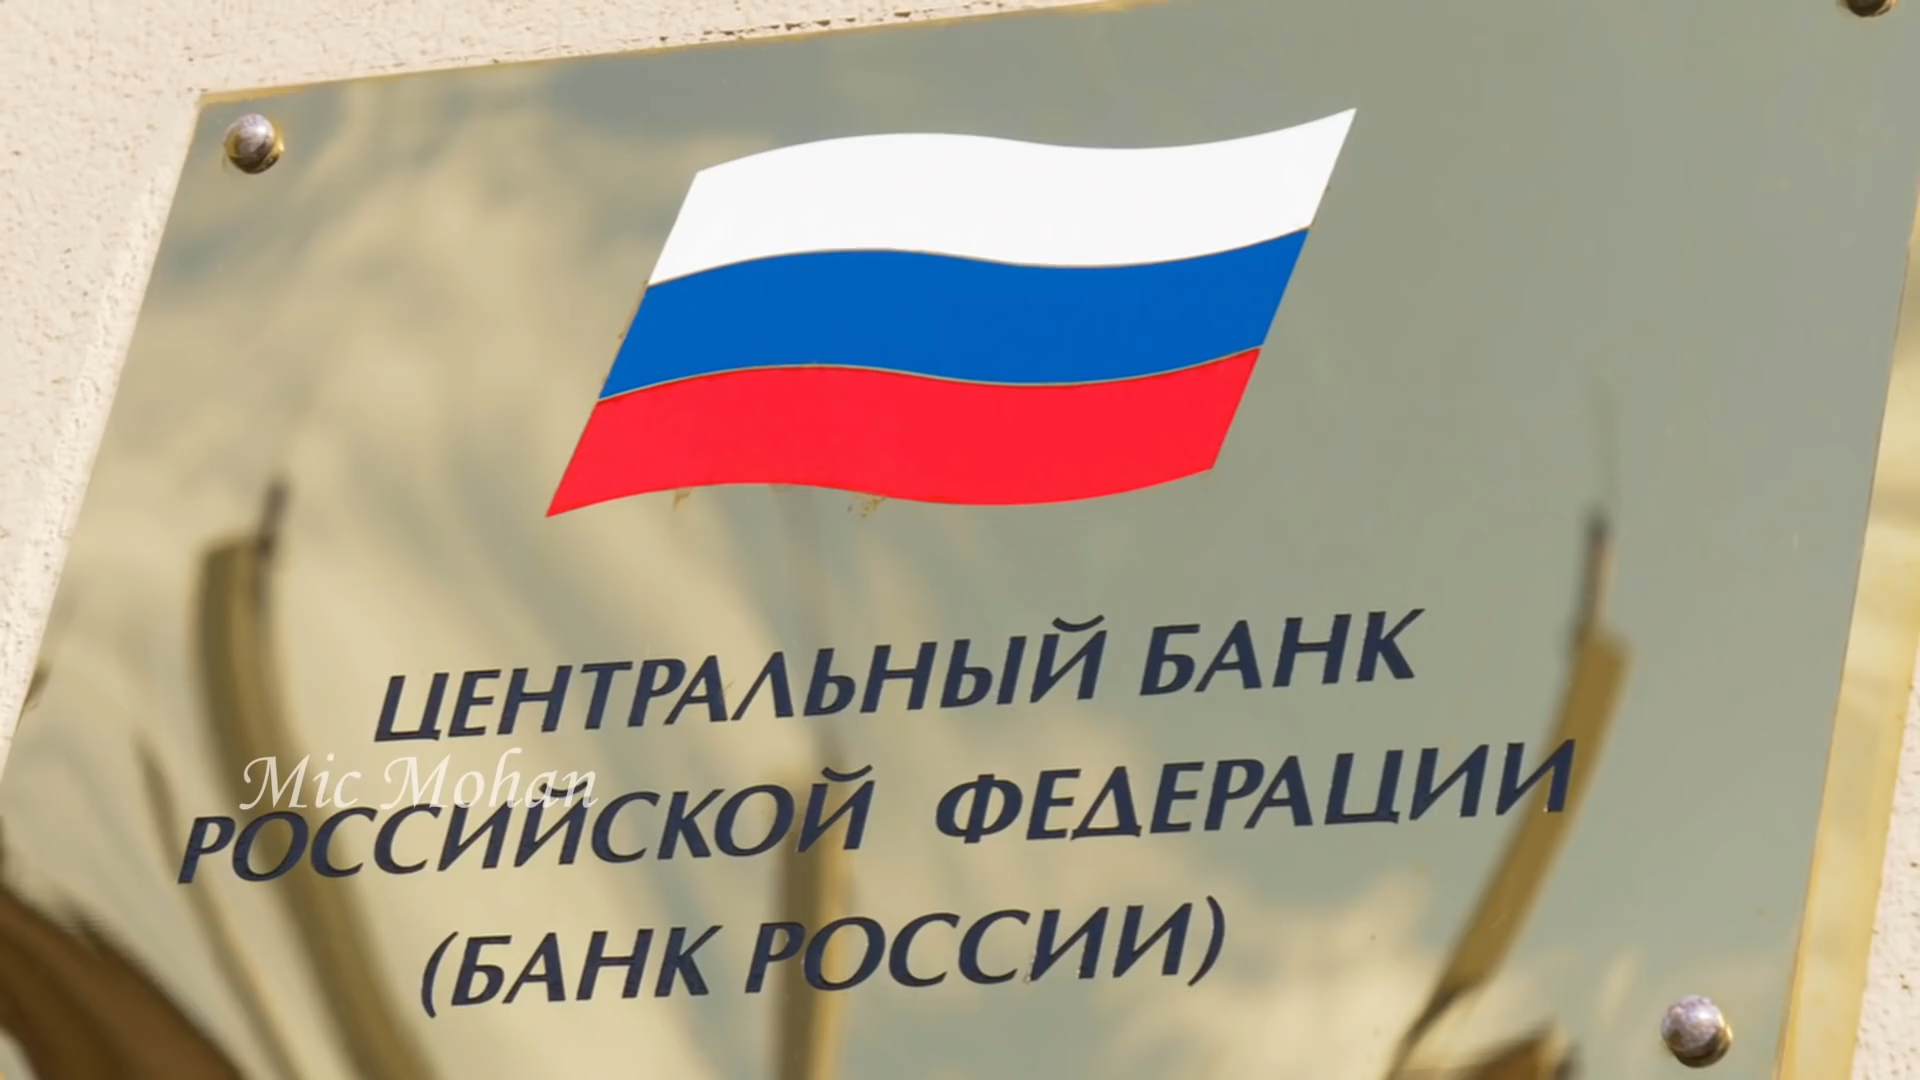 ЦЕНТРАЛЬНЫЙ БАНК
Mic Mohan
РОССИЙСКОЙ ФЕДЕРАЦИИ
(БАНК РОССИИ)